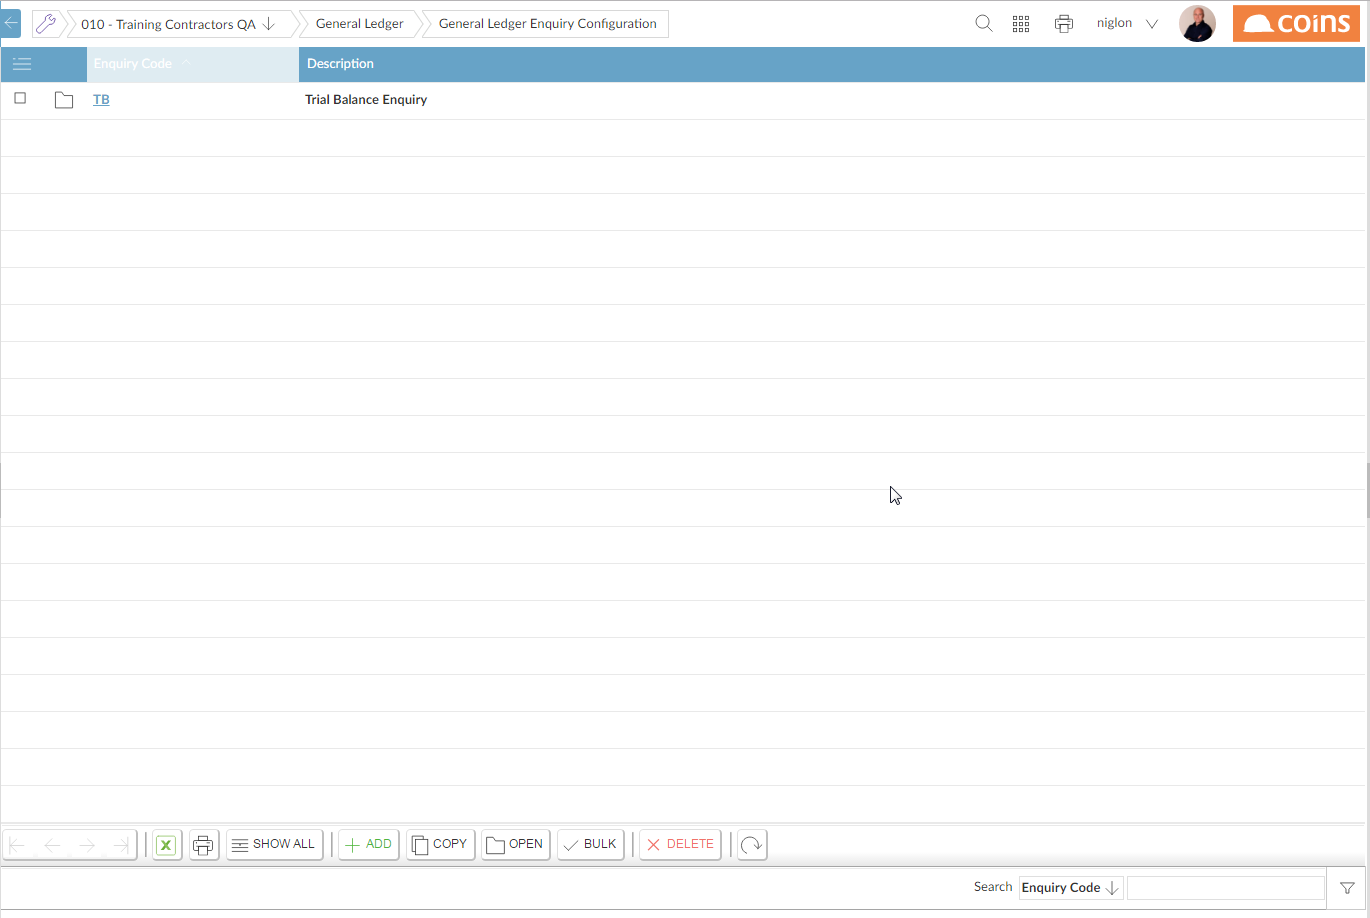 010 - Training Contractors QA
General Ledger
General Ledger Enquiry Configuration
niglon
coins
Enquiry Code
Description
TB
Trial Balance Enquiry
SHOW ALL
ADD
COPY
OPEN
BULK
DELETE
Search
Enquiry Code